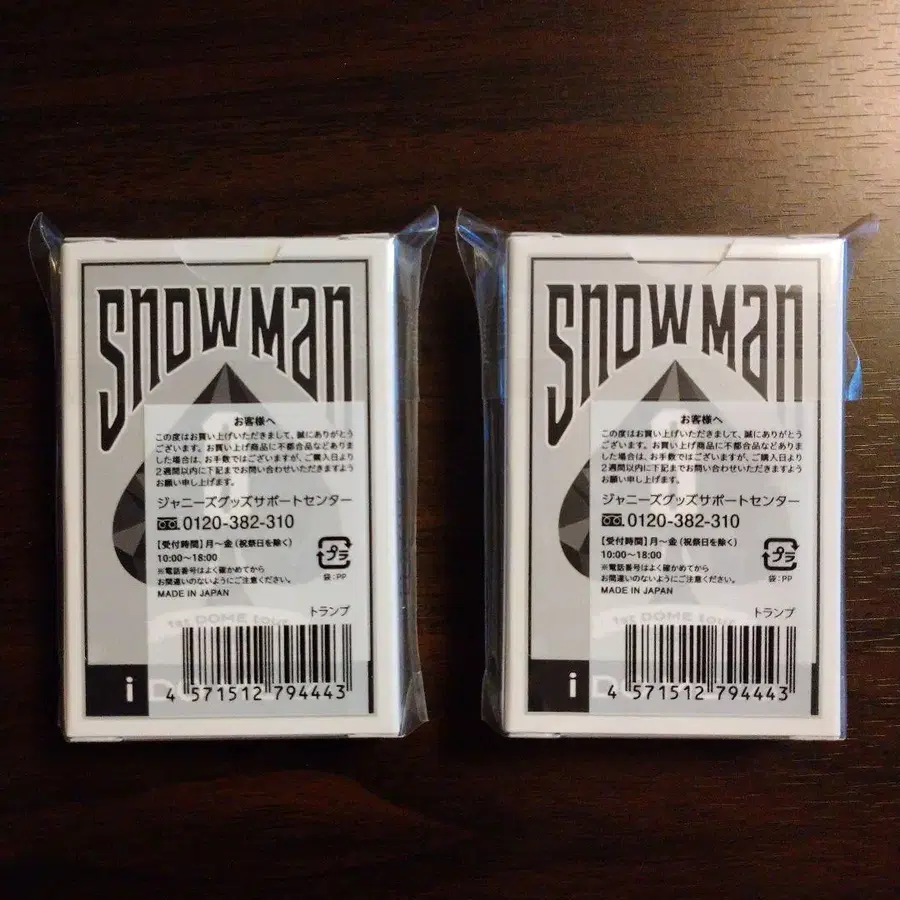 snowMan
お客様へ
この度はお買い上げいただきまして、誠にありがとう
ございます。お買い上げ商品に不都合品などありま
した場合は、お手数ではございますが、ご購入日より
2週間以内に下記までお問い合わせいただきますよう
お願い申し上げます。
ジャニーズグッズサポートセンター
0120-382-310
【受付時間】月～金(祝祭日を除く)
10:00～18:00
※電話番号はよく確かめてから
お間違いのないようにご注意ください。
MADE IN JAPAN
プラ
袋:PP
トランプ
DOME tour
i DO
4 571512 794443
snowMan
お客様へ
この度はお買い上げいただきまして、誠にありがとう
ございます。お買い上げ商品に不都合品などありま
した場合は、お手数ではございますが、ご購入日より
2週間以内に下記までお問い合わせいただきますよう
お願い申し上げます。
ジャニーズグッズサポートセンター
0120-382-310
【受付時間】月～金(祝祭日を除く)
10:00～18:00
※電話番号はよく確かめてから
お間違いのないようにご注意ください。
MADE IN JAPAN
プラ
袋:PP
トランプ
DOME tour
i DO
4 571512 794443